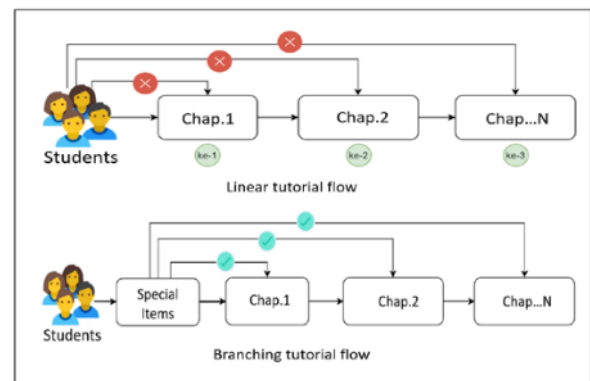 Chap.1
Chap.2
Chap...N
Students
ke-1
ke-2
ke-3
Linear tutorial flow
Special
Items
Chap.1
Chap.2
Chap...N
Students
Branching tutorial flow